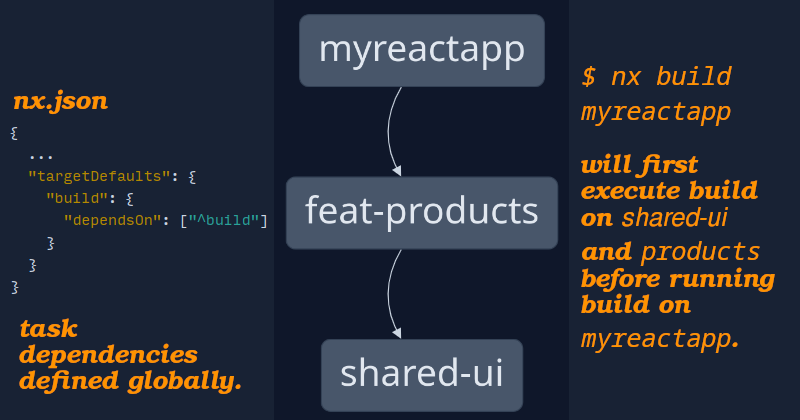 nx.json
{
...
"targetDefaults": {
"build": {
"dependsOn": ["^build"]
}
}
}
task
dependencies
defined globally.
myreactapp
feat-products
shared-ui
$ nx build
myreactapp
will first
execute build
on shared-ui
and products
before running
build on
myreactapp.